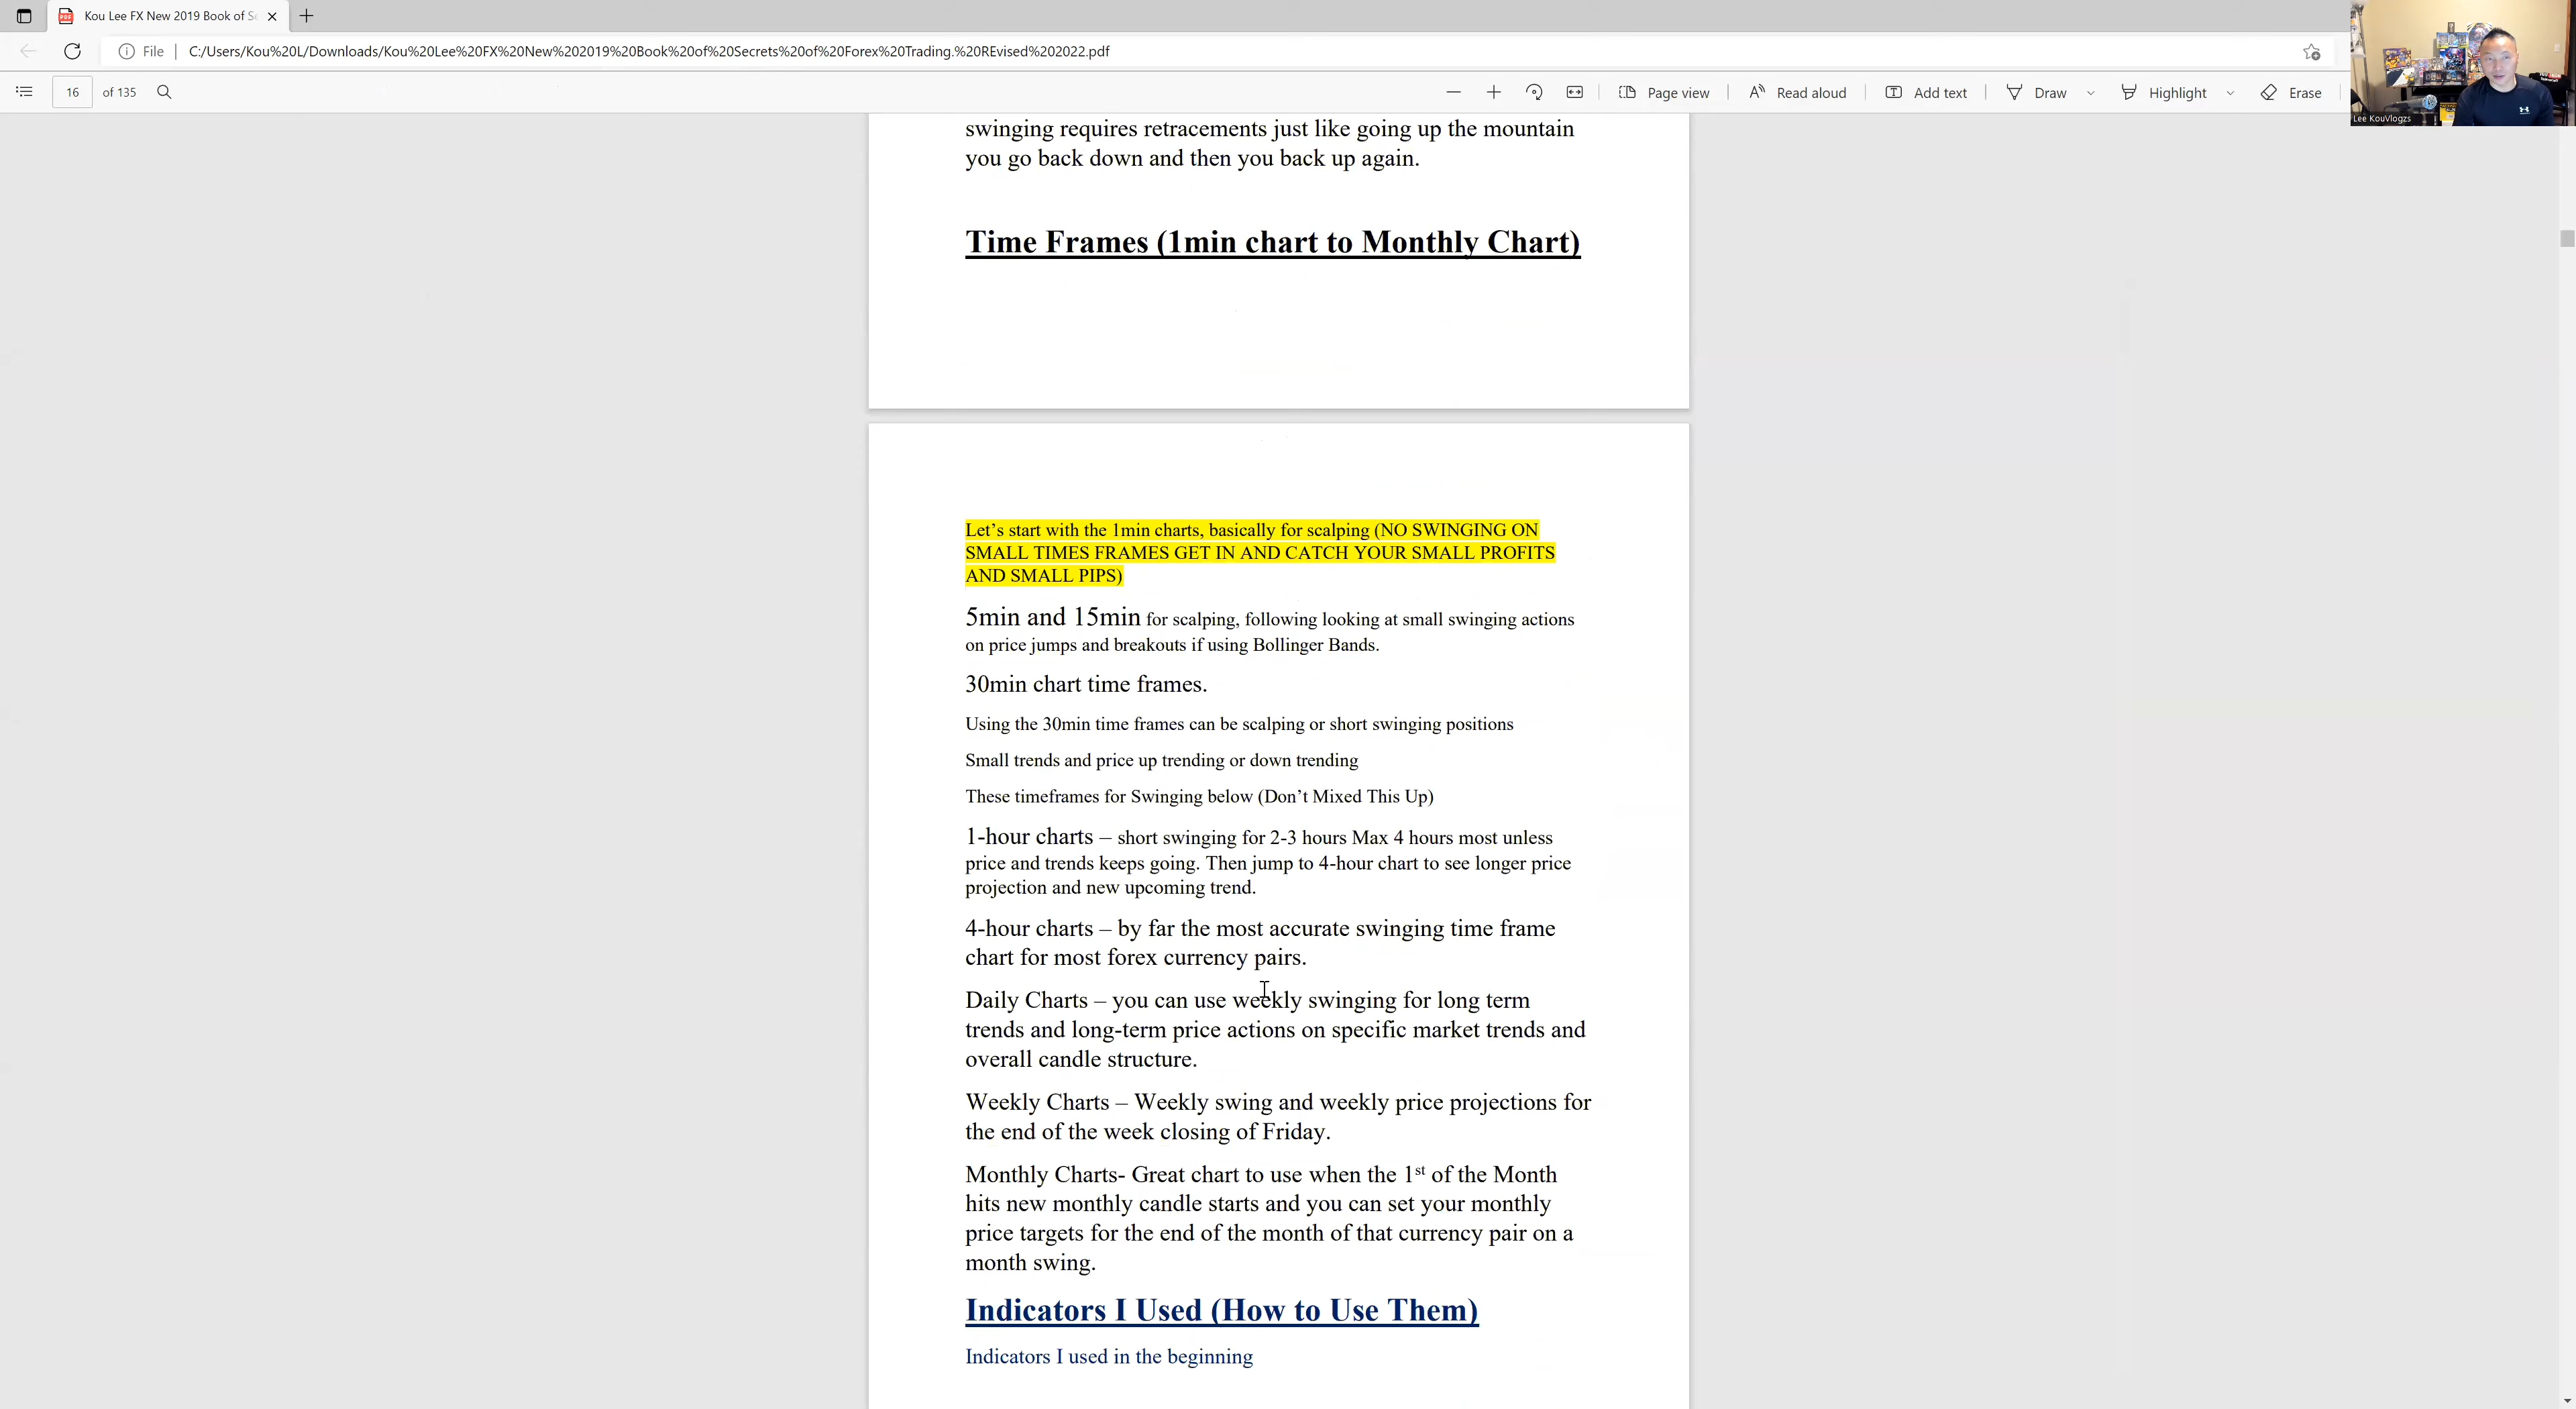 Kou Lee FX New 2019 Book of Se
File
C:/Users/Kou%20L/Downloads/Kou%20Lee%20FX%20New%202019%20Book%20of%20Secrets%20of%20Forex%20Trading.%20REvised%202022.pdf
16 of 135
Page view
Read aloud
Add text
Draw
Highlight
Erase
Lee KouVlogzs
swinging requires retracements just like going up the mountain
you go back down and then you back up again.
Time Frames (1min chart to Monthly Chart)
Let’s start with the 1min charts, basically for scalping (NO SWINGING ON
SMALL TIMES FRAMES GET IN AND CATCH YOUR SMALL PROFITS
AND SMALL PIPS)
5min and 15min for scalping, following looking at small swinging actions
on price jumps and breakouts if using Bollinger Bands.
30min chart time frames.
Using the 30min time frames can be scalping or short swinging positions
Small trends and price up trending or down trending
These timeframes for Swinging below (Don’t Mixed This Up)
1-hour charts – short swinging for 2-3 hours Max 4 hours most unless
price and trends keeps going. Then jump to 4-hour chart to see longer price
projection and new upcoming trend.
4-hour charts – by far the most accurate swinging time frame
chart for most forex currency pairs.
Daily Charts – you can use weekly swinging for long term
trends and long-term price actions on specific market trends and
overall candle structure.
Weekly Charts – Weekly swing and weekly price projections for
the end of the week closing of Friday.
Monthly Charts- Great chart to use when the 1st of the Month
hits new monthly candle starts and you can set your monthly
price targets for the end of the month of that currency pair on a
month swing.
Indicators I Used (How to Use Them)
Indicators I used in the beginning